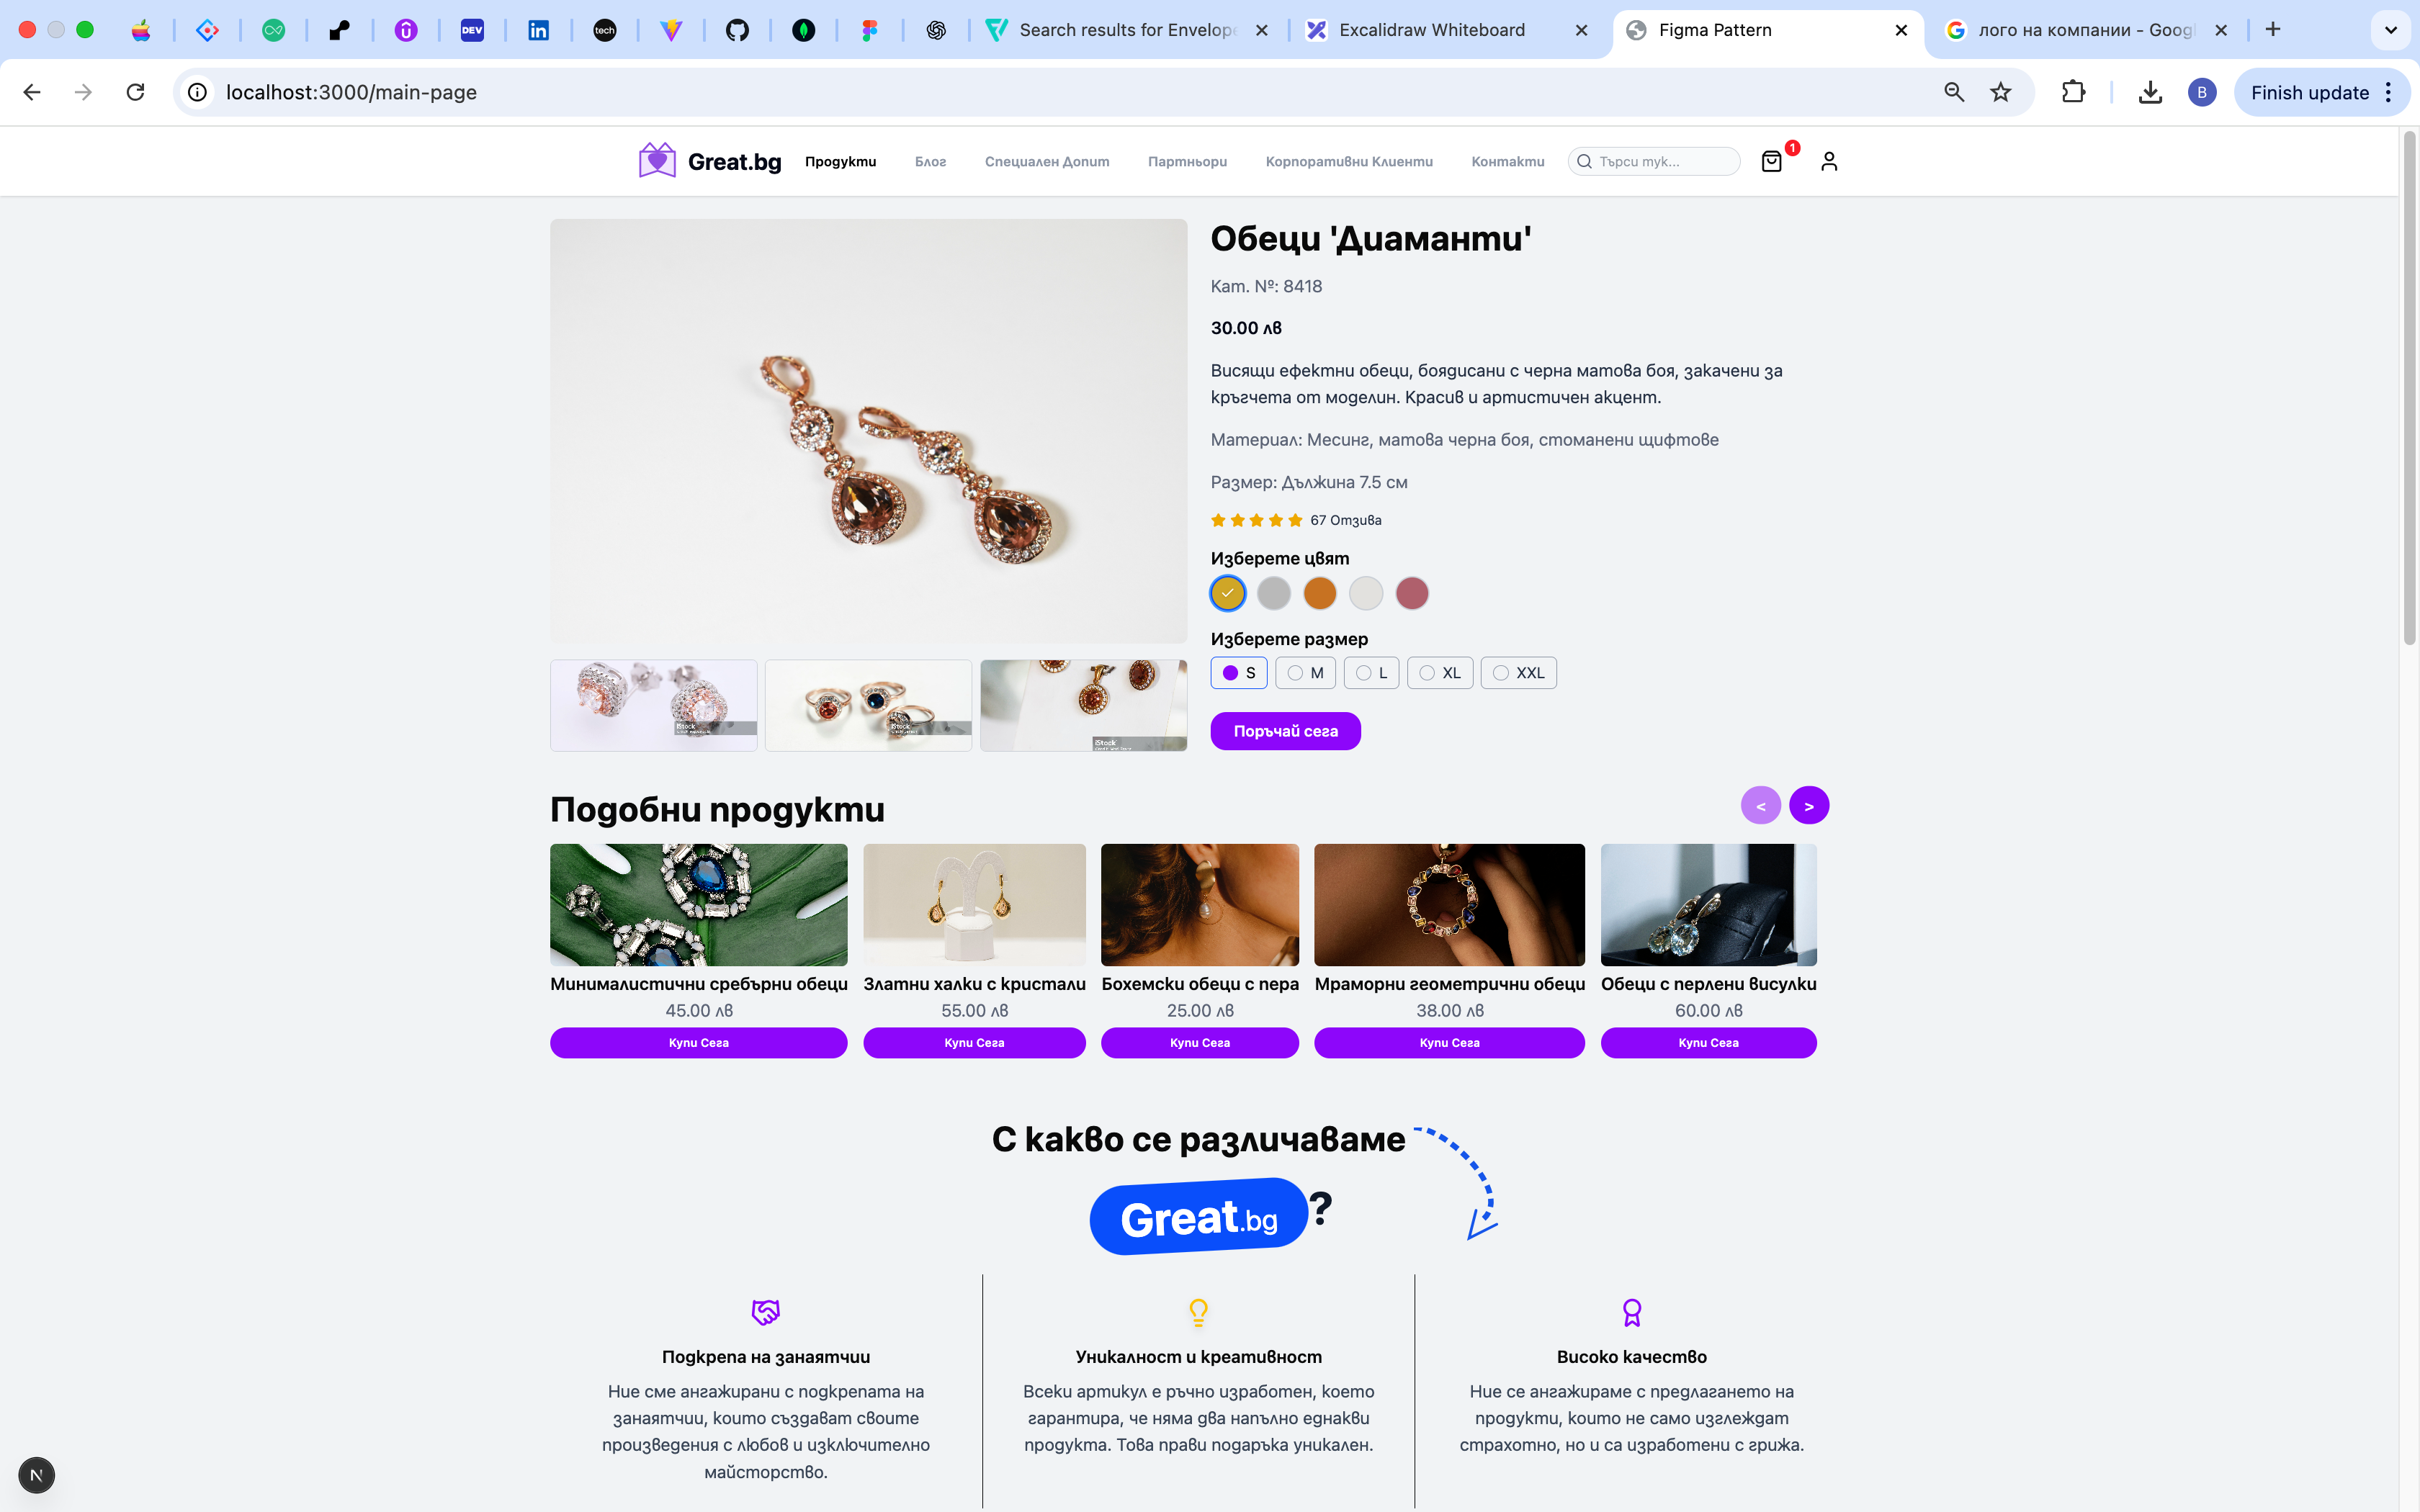 DEV
tech
Search results for Envelope
Excalidraw Whiteboard
Figma Pattern
лого на компании - Goog
localhost:3000/main-page
B
Finish update
Great.bg
Продукти
Блог
Специален Допит
Партньори
Корпоративни Клиенти
Контакти
Търси тук...
1
Обеци 'Диаманти'
Кат. №: 8418
30.00 лв
Висящи ефектни обеци, боядисани с черна матова боя, закачени за
кръгчета от моделин. Красив и артистичен акцент.
Материал: Месинг, матова черна боя, стоманени щифтове
Размер: Дължина 7.5 см
67 Отзива
Изберете цвят
Изберете размер
S
M
L
XL
XXL
Поръчай сега
iStock
iStock
iStock
Подобни продукти
<
>
Минималистични сребърни обеци
45.00 лв
Купи Сега
Златни халки с кристали
55.00 лв
Купи Сега
Бохемски обеци с пера
25.00 лв
Купи Сега
Мраморни геометрични обеци
38.00 лв
Купи Сега
Обеци с перлени висулки
60.00 лв
Купи Сега
С какво се различаваме
Great.bg?
Подкрепа на занаятчии
Ние сме ангажирани с подкрепата на
занаятчии, които създават своите
произведения с любов и изключително
майсторство.
Уникалност и креативност
Всеки артикул е ръчно изработен, което
гарантира, че няма два напълно еднакви
продукта. Това прави подаръка уникален.
Високо качество
Ние се ангажираме с предлагането на
продукти, които не само изглеждат
страхотно, но и са изработени с грижа.
N